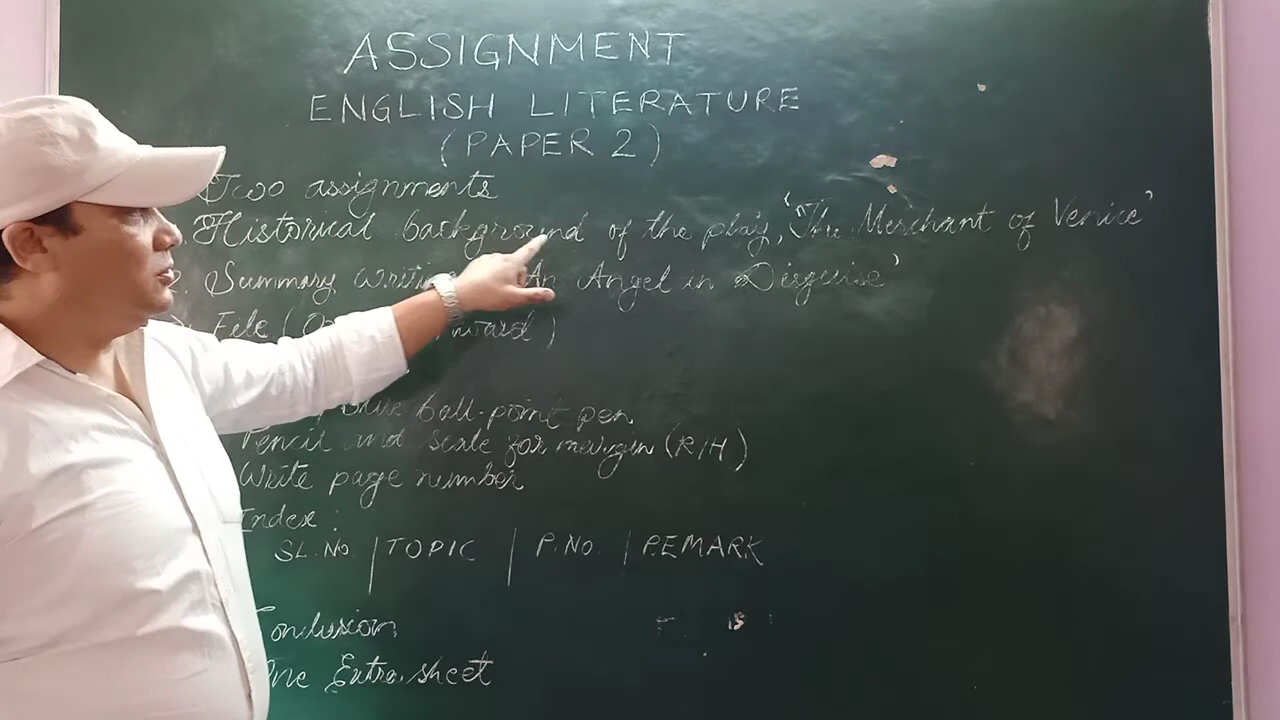 ASSIGNMENT
ENGLISH LITERATURE
(PAPER 2)
Two assignments
Historical background of the play, 'The Merchant of Venice'
2. Summary An Angel in Disguise'
File (
)
Blue ball-point pen
Pencil and scale for margin (R/H)
Write page number
Index:
SL. No. | TOPIC | P. No. | REMARK
Conclusion
One Extra sheet